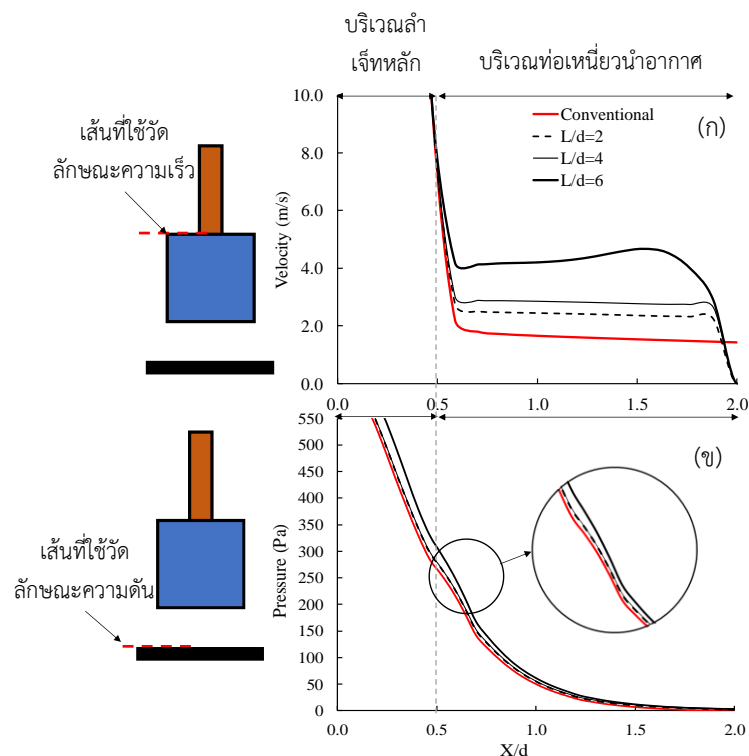 บริเวณลำ
เจ็ทหลัก
บริเวณท่อเหนี่ยวนำอากาศ
เส้นที่ใช้วัด
ลักษณะความเร็ว
(ก)
Conventional
L/d=2
L/d=4
L/d=6
Velocity (m/s)
10.0
8.0
6.0
4.0
2.0
0.0
0.0 0.5 1.0 1.5 2.0
เส้นที่ใช้วัด
ลักษณะความดัน
(ข)
Pressure (Pa)
550
500
450
400
350
300
250
200
150
100
50
0
0.0 0.5 1.0 1.5 2.0
X/d